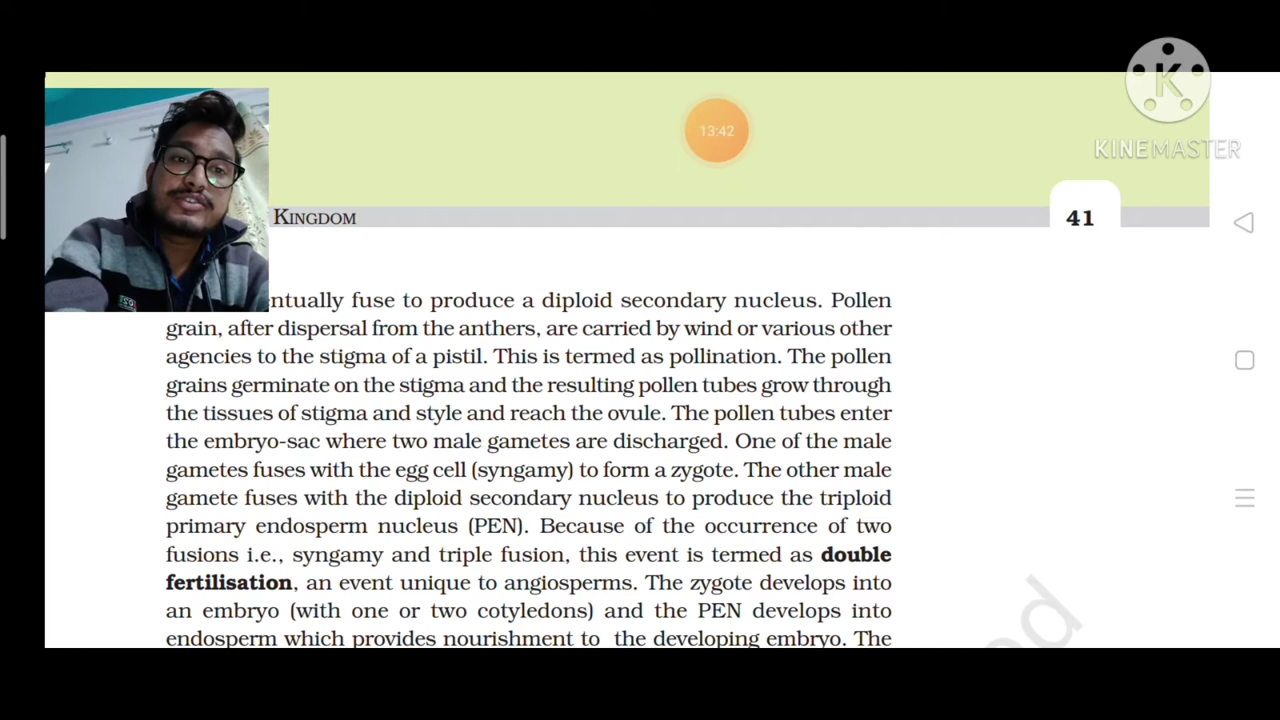 13:42
KINEMASTER
KINGDOM
41
fuse to produce a diploid secondary nucleus. Pollen
grain, after dispersal from the anthers, are carried by wind or various other
agencies to the stigma of a pistil. This is termed as pollination. The pollen
grains germinate on the stigma and the resulting pollen tubes grow through
the tissues of stigma and style and reach the ovule. The pollen tubes enter
the embryo-sac where two male gametes are discharged. One of the male
gametes fuses with the egg cell (syngamy) to form a zygote. The other male
gamete fuses with the diploid secondary nucleus to produce the triploid
primary endosperm nucleus (PEN). Because of the occurrence of two
fusions i.e., syngamy and triple fusion, this event is termed as double
fertilisation, an event unique to angiosperms. The zygote develops into
an embryo (with one or two cotyledons) and the PEN develops into
endosperm which provides nourishment to the developing embryo. The